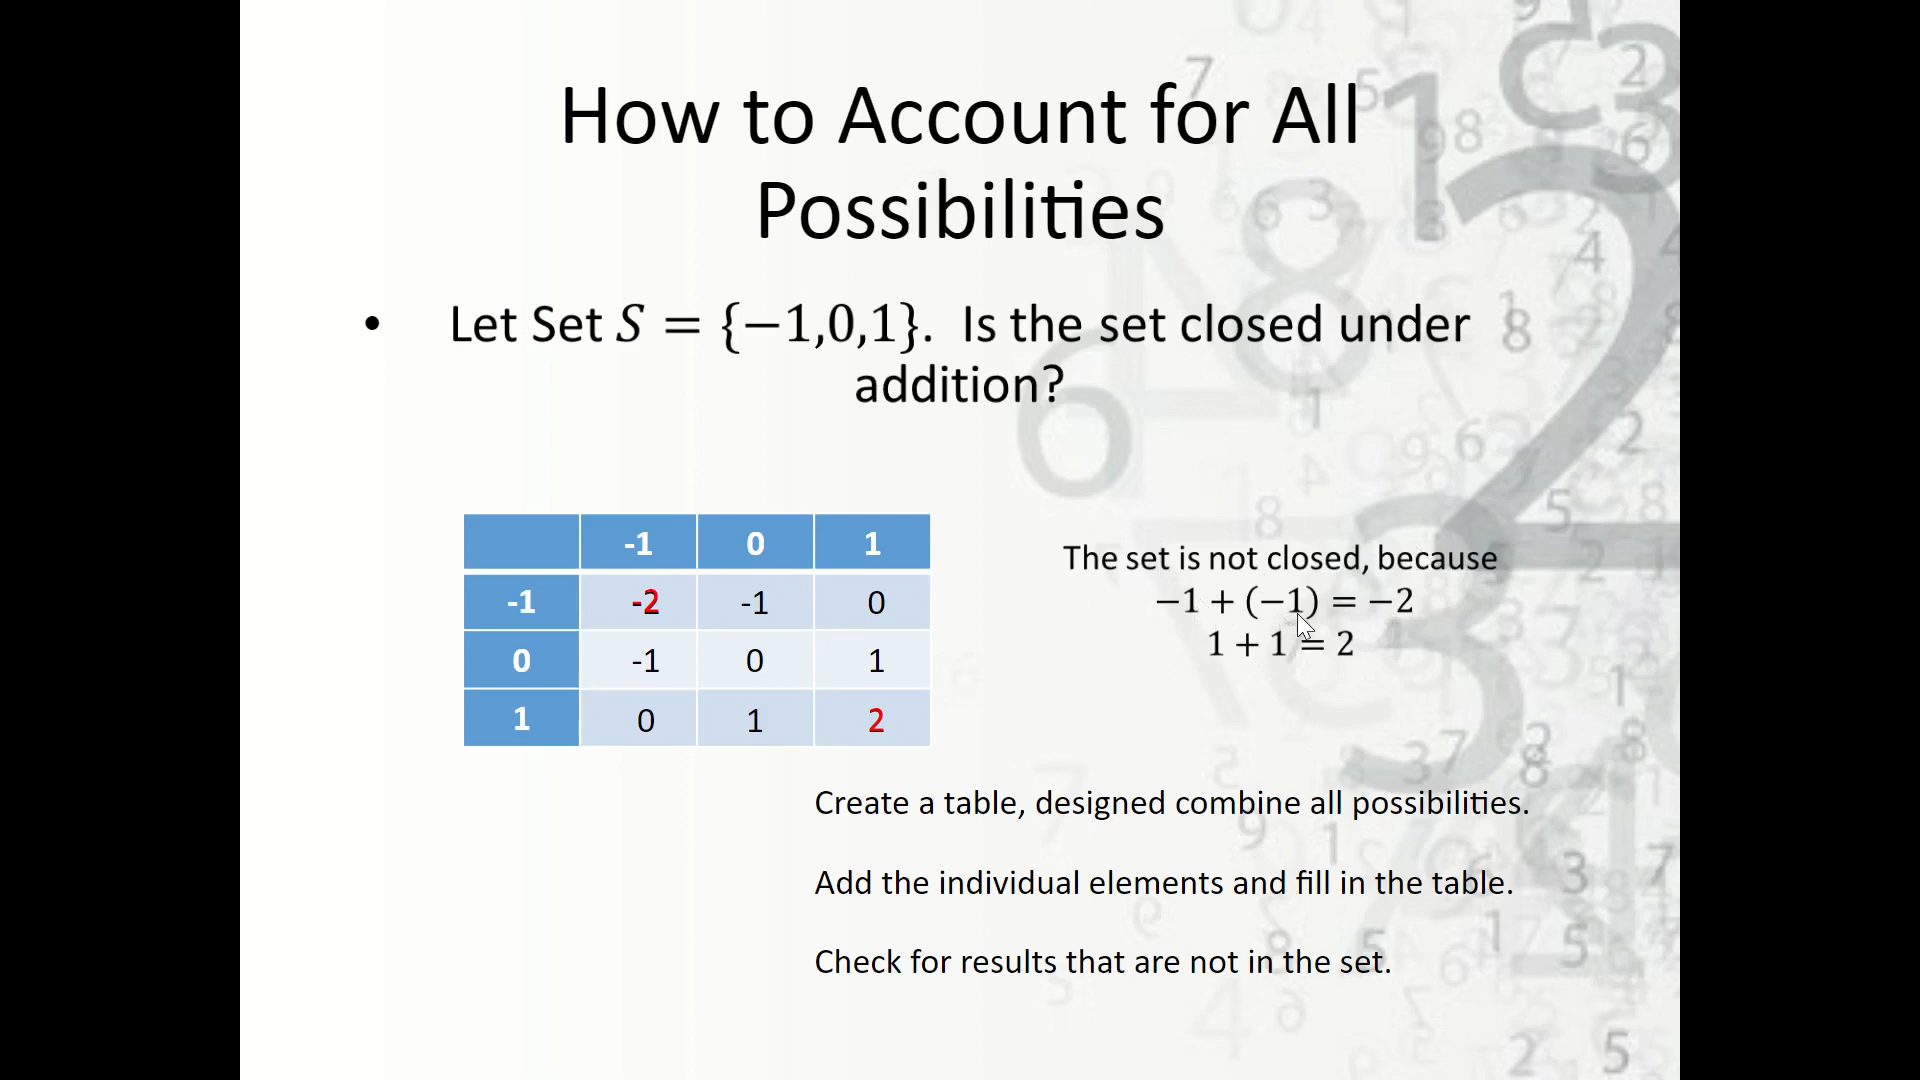 How to Account for All
Possibilities
• Let Set S = {−1,0,1}. Is the set closed under
addition?
-1 0 1
-1 -2 -1 0
0 -1 0 1
1 0 1 2
The set is not closed, because
−1 + (−1) = −2
1 + 1 = 2
Create a table, designed combine all possibilities.
Add the individual elements and fill in the table.
Check for results that are not in the set.